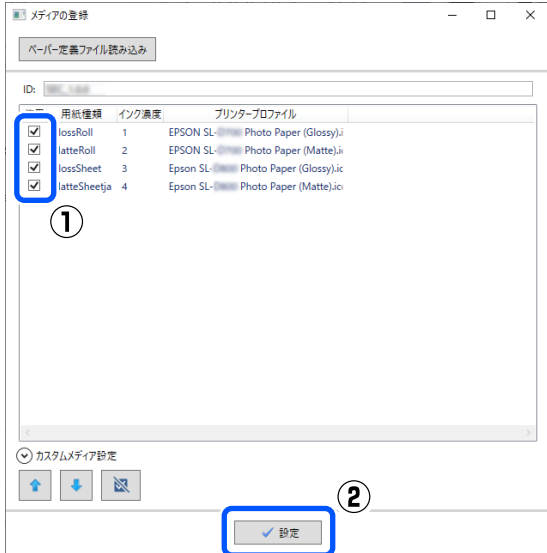 メディアの登録
ペーパー定義ファイル読み込み
ID:
用紙種類 インク濃度 プリンタープロファイル
lossRoll 1 EPSON SL- Photo Paper (Glossy).i
latteRoll 2 EPSON SL- Photo Paper (Matte).i
lossSheet 3 Epson SL- Photo Paper (Glossy).ic
latteSheetja 4 Epson SL- Photo Paper (Matte).ic
①
カスタムメディア設定
②
設定